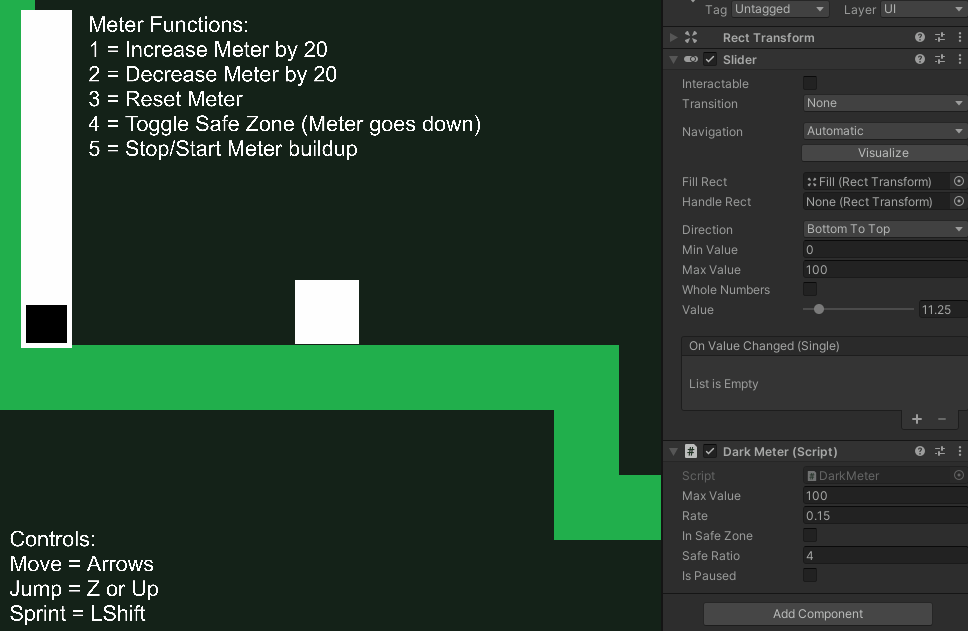 Meter Functions:
1 = Increase Meter by 20
2 = Decrease Meter by 20
3 = Reset Meter
4 = Toggle Safe Zone (Meter goes down)
5 = Stop/Start Meter buildup
Controls:
Move = Arrows
Jump = Z or Up
Sprint = LShift
Tag Untagged Layer UI
Rect Transform
Slider
Interactable
Transition None
Navigation Automatic
Visualize
Fill Rect Fill (Rect Transform)
Handle Rect None (Rect Transform)
Direction Bottom To Top
Min Value 0
Max Value 100
Whole Numbers
Value 11.25
On Value Changed (Single)
List is Empty
+ −
# Dark Meter (Script)
Script # DarkMeter
Max Value 100
Rate 0.15
In Safe Zone
Safe Ratio 4
Is Paused
Add Component